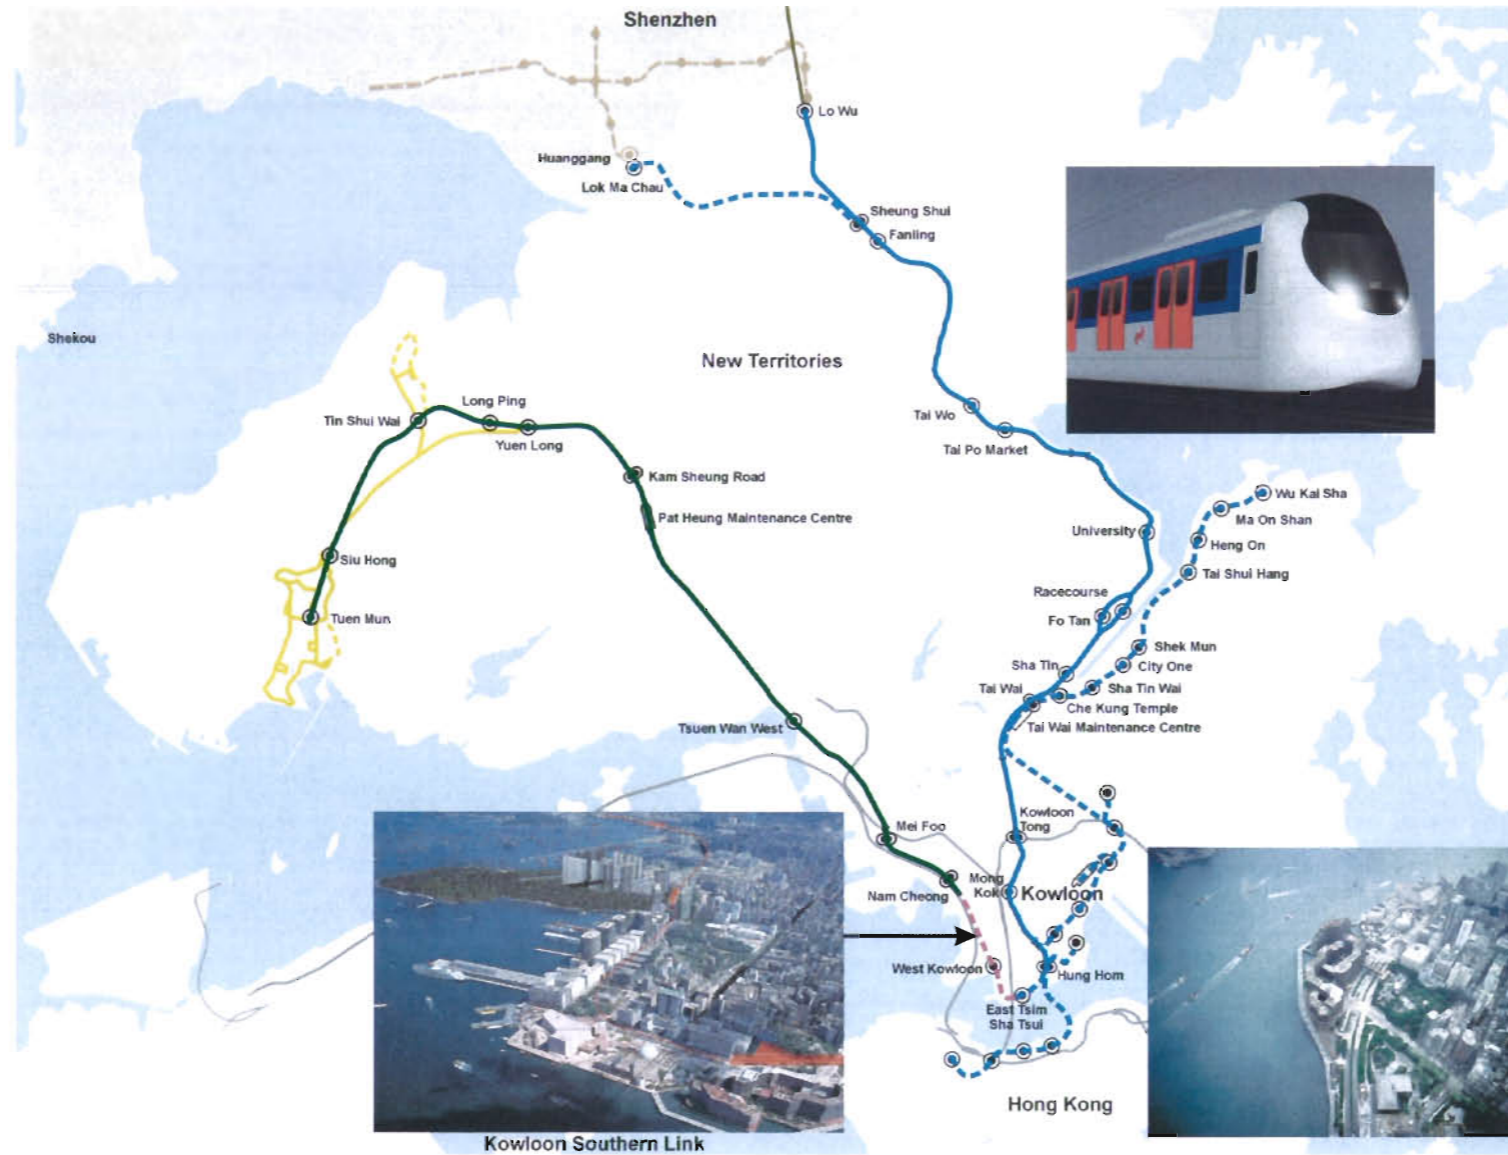 Shenzhen
Lo Wu
Huanggang
Lok Ma Chau
Sheung Shui
Fanling
Shekou
New Territories
Long Ping
Tin Shui Wai
Yuen Long
Tai Wo
Tai Po Market
Kam Sheung Road
Pat Heung Maintenance Centre
Wu Kai Sha
Ma On Shan
University
Heng On
Tai Shui Hang
Siu Hong
Racecourse
Tuen Mun
Fo Tan
Shek Mun
City One
Sha Tin
Sha Tin Wai
Tai Wai
Che Kung Temple
Tai Wai Maintenance Centre
Tsuen Wan West
Mei Foo
Kowloon
Tong
Nam Cheong
Mong
Kok
Kowloon
West Kowloon
Hung Hom
East Tsim
Sha Tsui
Hong Kong
Kowloon Southern Link